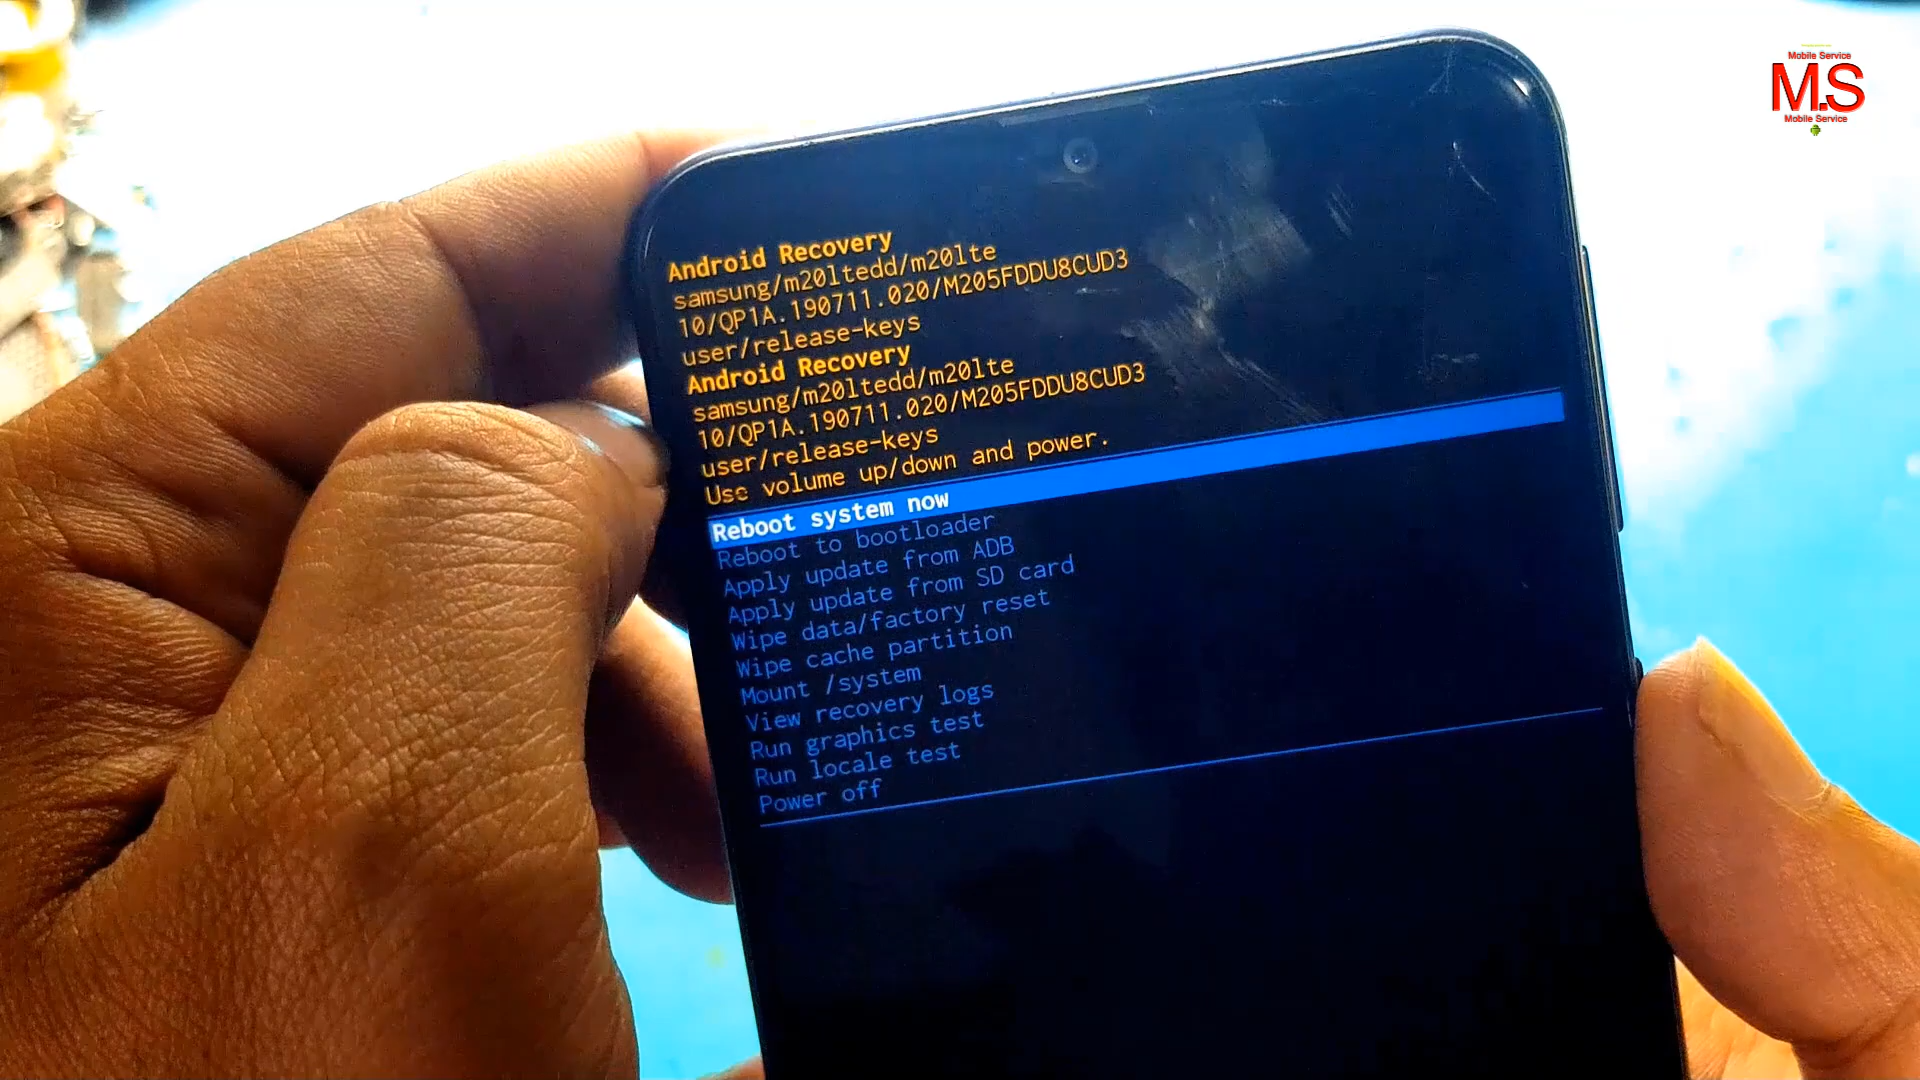 Mobile Service
M.S
Mobile Service
Android Recovery
samsung/m20ltedd/m20lte
10/QP1A.190711.020/M205FDDU8CUD3
user/release-keys
Android Recovery
samsung/m20ltedd/m20lte
10/QP1A.190711.020/M205FDDU8CUD3
user/release-keys
Use volume up/down and power.
Reboot system now
Reboot to bootloader
Apply update from ADB
Apply update from SD card
Wipe data/factory reset
Wipe cache partition
Mount /system
View recovery logs
Run graphics test
Run locale test
Power off